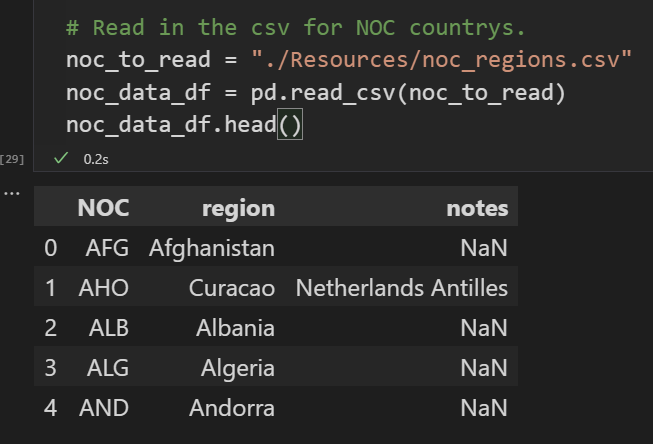 # Read in the csv for NOC countrys.
noc_to_read = "./Resources/noc_regions.csv"
noc_data_df = pd.read_csv(noc_to_read)
noc_data_df.head()
[29] ✓ 0.2s
...
NOC region notes
0 AFG Afghanistan NaN
1 AHO Curacao Netherlands Antilles
2 ALB Albania NaN
3 ALG Algeria NaN
4 AND Andorra NaN